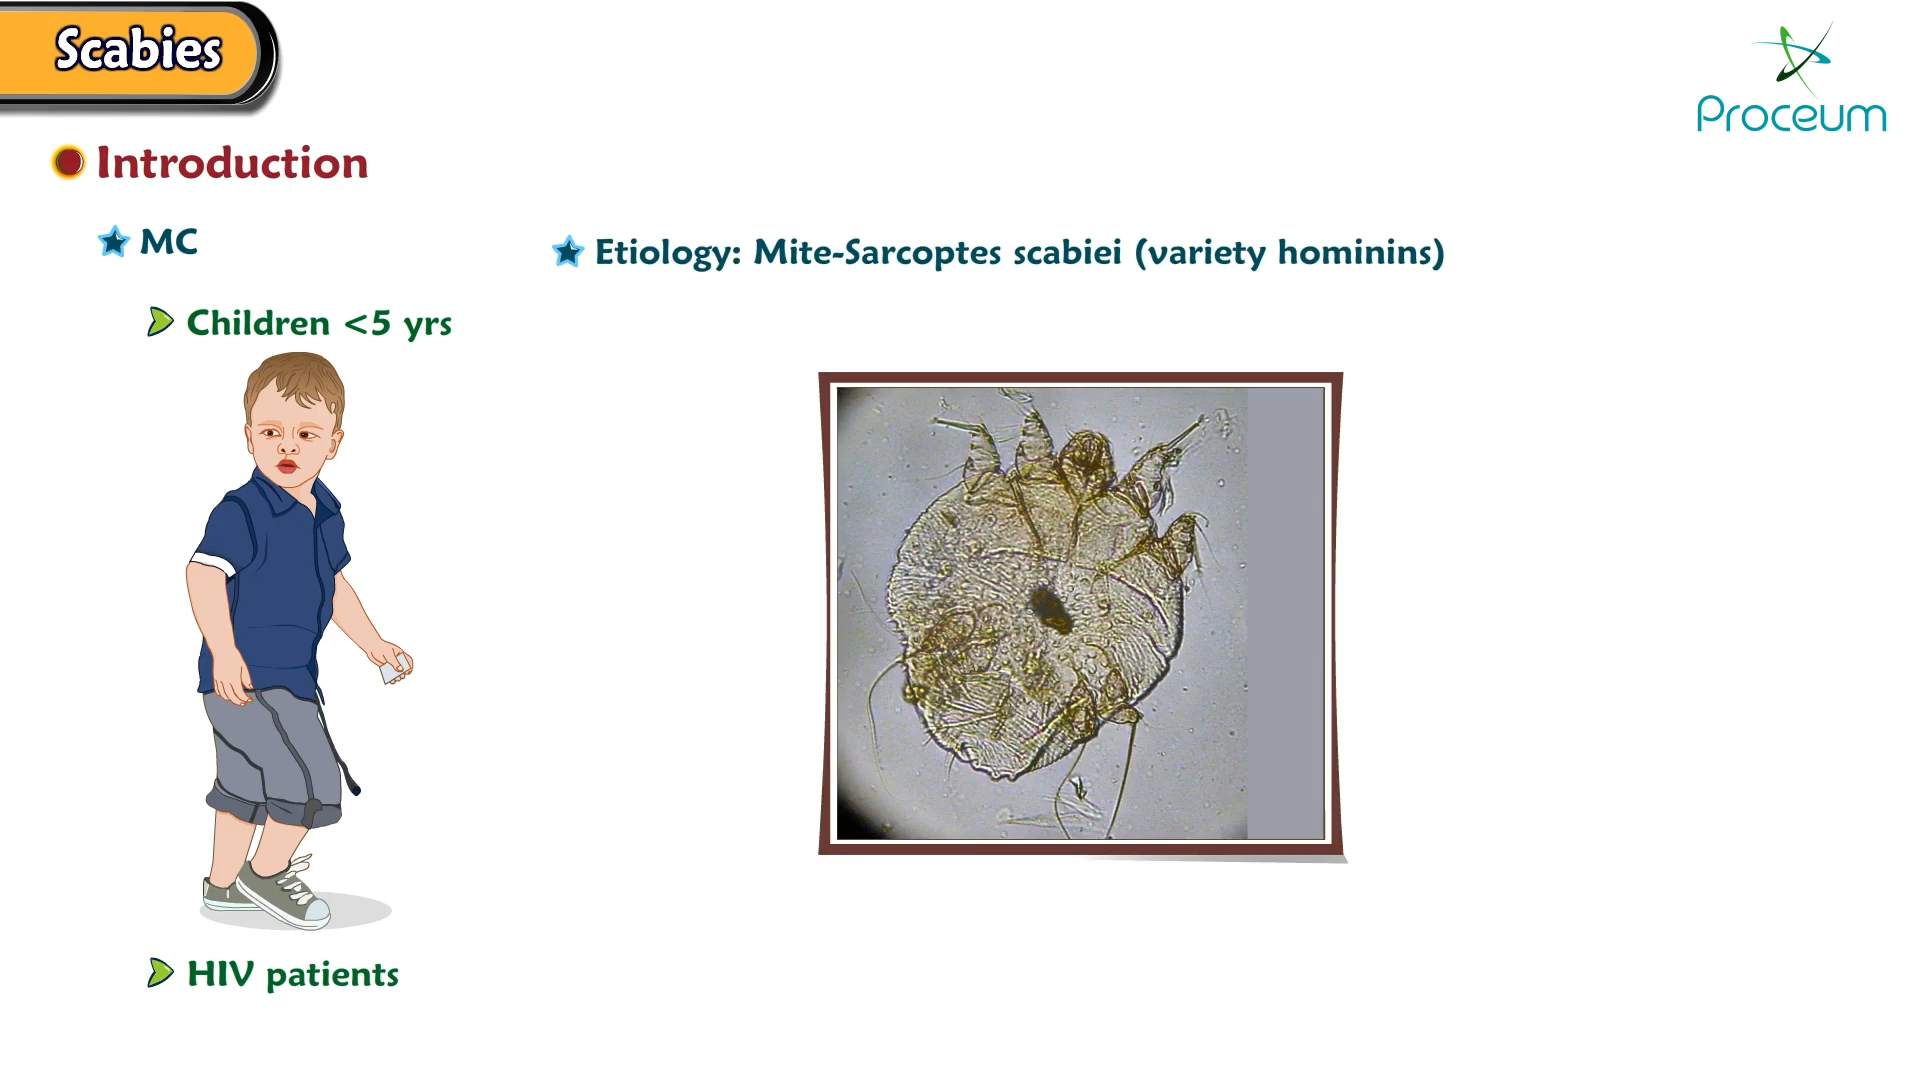 Scabies
Proceum
Introduction
MC
Etiology: Mite-Sarcoptes scabiei (variety hominins)
Children <5 yrs
HIV patients